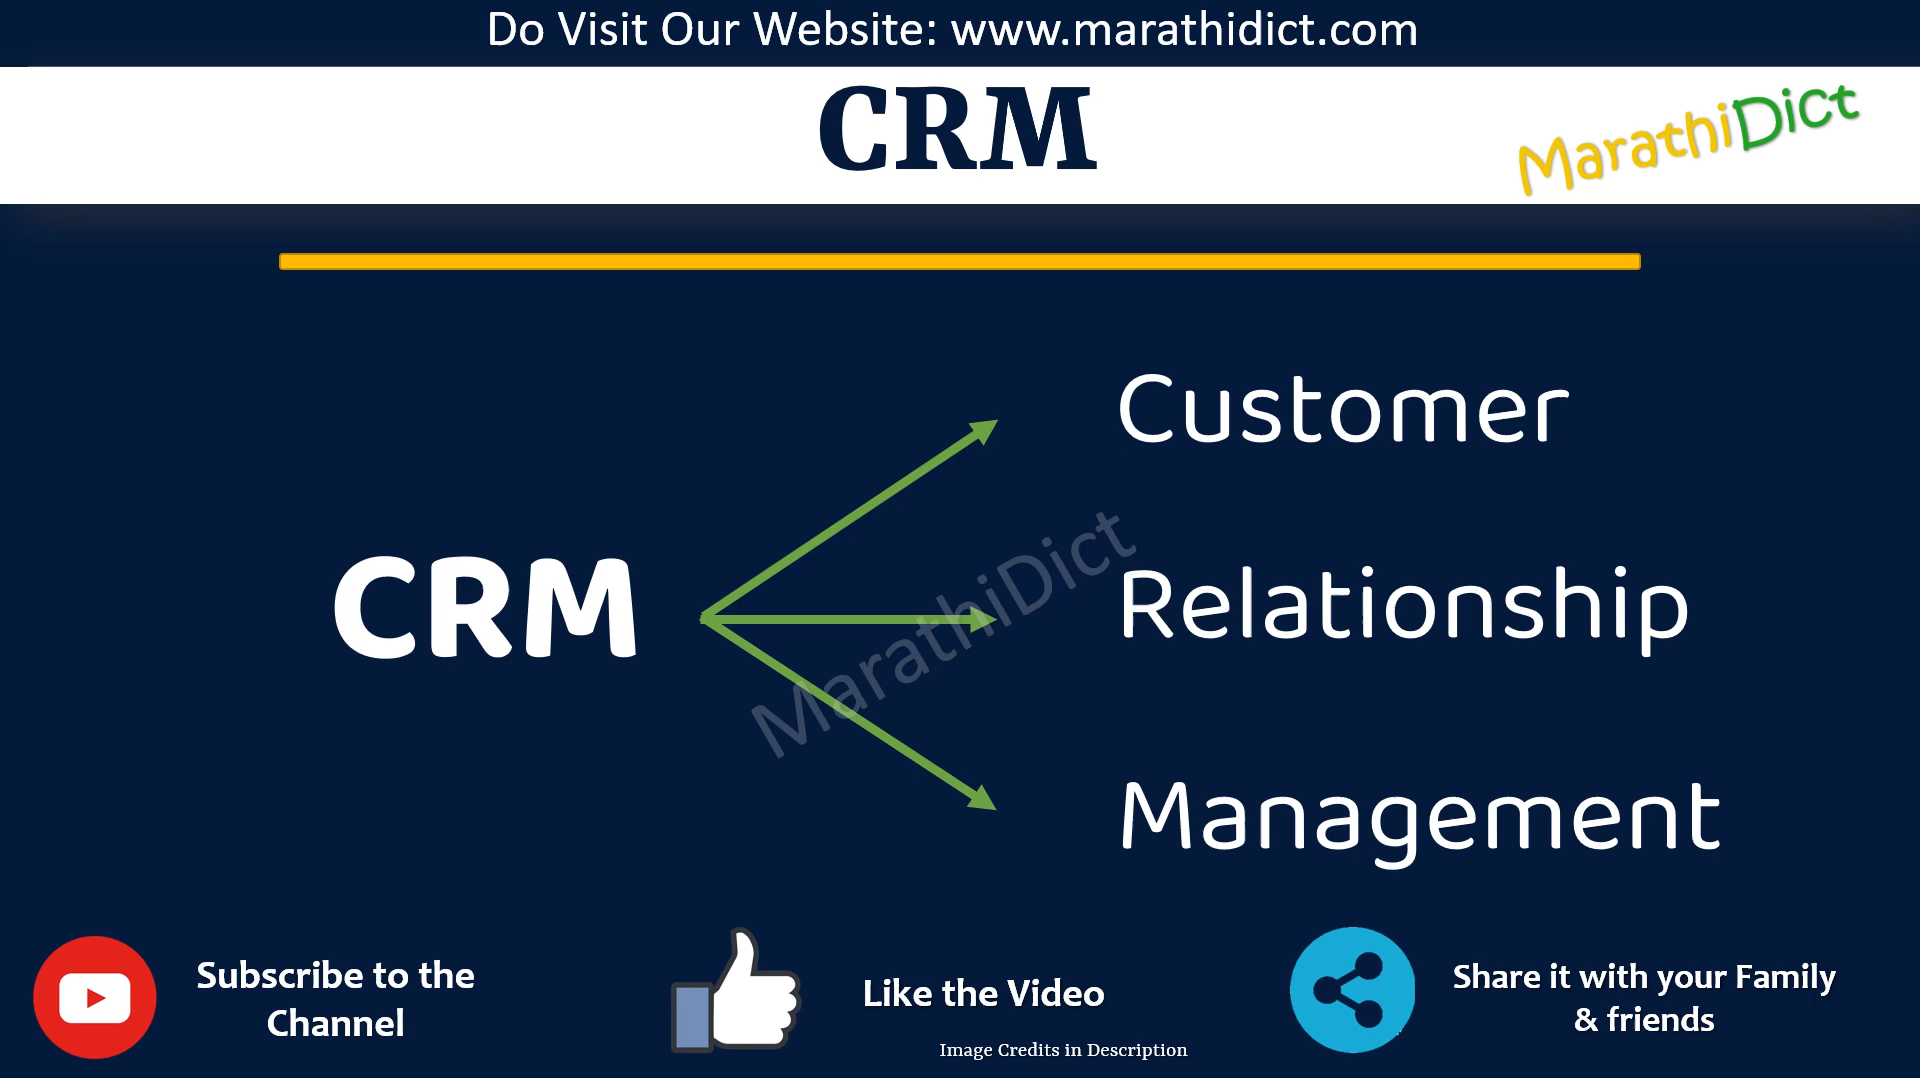 Do Visit Our Website: www.marathidict.com
CRM
MarathiDict
Customer
CRM
Relationship
MarathiDict
Management
Subscribe to the
Channel
Like the Video
Share it with your Family
& friends
Image Credits in Description